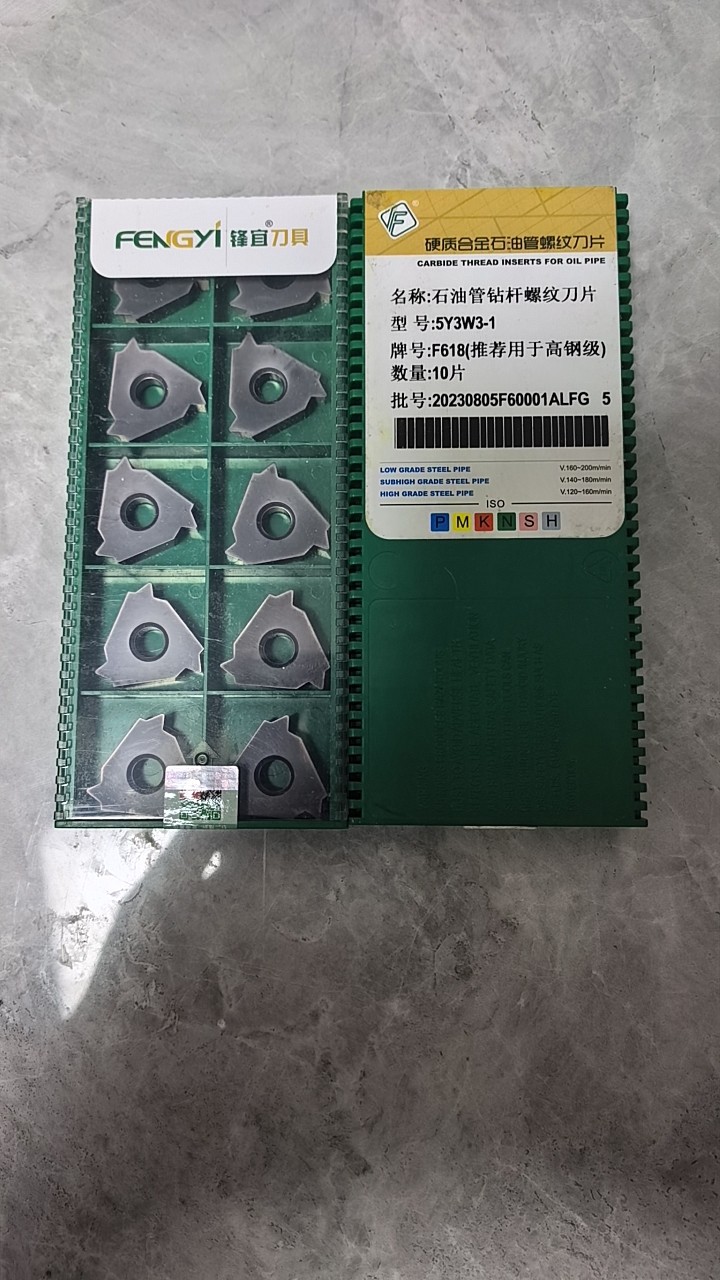 FENGYI 锋宜®刀具
F®
硬质合金石油管螺纹刀片
CARBIDE THREAD INSERTS FOR OIL PIPE
名称:石油管钻杆螺纹刀片
型 号:5Y3W3-1
牌号:F618(推荐用于高钢级)
数量:10片
批号:20230805F60001ALFG 5
LOW GRADE STEEL PIPE V.160~200m/min
SUBHIGH GRADE STEEL PIPE V.140~180m/min
HIGH GRADE STEEL PIPE V.120~160m/min
ISO
P M K N S H